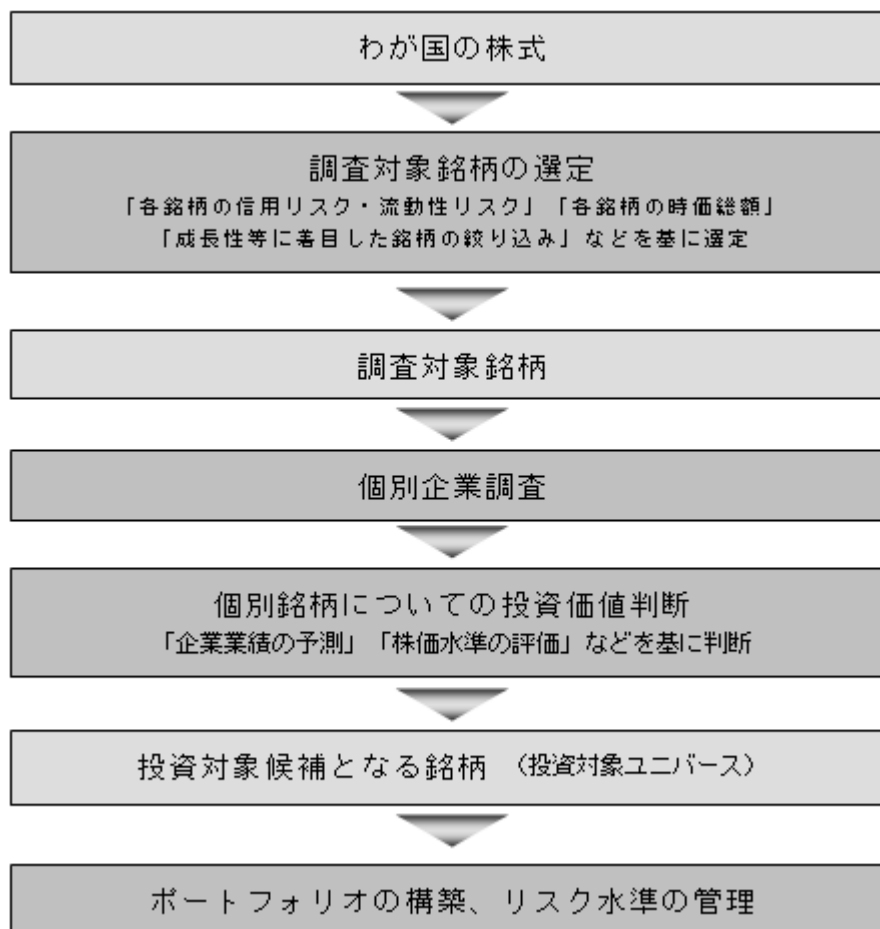 わが国の株式
調査対象銘柄の選定
「各銘柄の信用リスク・流動性リスク」「各銘柄の時価総額」
「成長性等に着目した銘柄の絞り込み」などを基に選定
調査対象銘柄
個別企業調査
個別銘柄についての投資価値判断
「企業業績の予測」「株価水準の評価」などを基に判断
投資対象候補となる銘柄 (投資対象ユニバース)
ポートフォリオの構築、リスク水準の管理